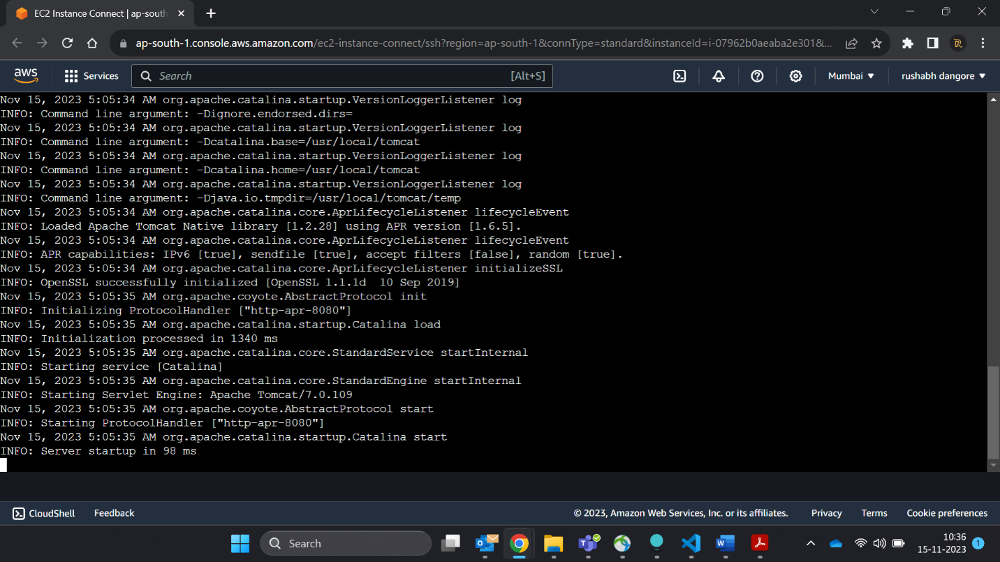 EC2 Instance Connect | ap-south
ap-south-1.console.aws.amazon.com/ec2-instance-connect/ssh?region=ap-south-1&connType=standard&instanceId=i-07962b0aeaba2e301&...
aws
Services
Search
[Alt+S]
Mumbai
rushabh dangore
Nov 15, 2023 5:05:34 AM org.apache.catalina.startup.VersionLoggerListener log
INFO: Command line argument: -Dignore.endorsed.dirs=
Nov 15, 2023 5:05:34 AM org.apache.catalina.startup.VersionLoggerListener log
INFO: Command line argument: -Dcatalina.base=/usr/local/tomcat
Nov 15, 2023 5:05:34 AM org.apache.catalina.startup.VersionLoggerListener log
INFO: Command line argument: -Dcatalina.home=/usr/local/tomcat
Nov 15, 2023 5:05:34 AM org.apache.catalina.startup.VersionLoggerListener log
INFO: Command line argument: -Djava.io.tmpdir=/usr/local/tomcat/temp
Nov 15, 2023 5:05:34 AM org.apache.catalina.core.AprLifecycleListener lifecycleEvent
INFO: Loaded Apache Tomcat Native library [1.2.28] using APR version [1.6.5].
Nov 15, 2023 5:05:34 AM org.apache.catalina.core.AprLifecycleListener lifecycleEvent
INFO: APR capabilities: IPv6 [true], sendfile [true], accept filters [false], random [true].
Nov 15, 2023 5:05:34 AM org.apache.catalina.core.AprLifecycleListener initializeSSL
INFO: OpenSSL successfully initialized [OpenSSL 1.1.1d  10 Sep 2019]
Nov 15, 2023 5:05:35 AM org.apache.coyote.AbstractProtocol init
INFO: Initializing ProtocolHandler ["http-apr-8080"]
Nov 15, 2023 5:05:35 AM org.apache.catalina.startup.Catalina load
INFO: Initialization processed in 1340 ms
Nov 15, 2023 5:05:35 AM org.apache.catalina.core.StandardService startInternal
INFO: Starting service [Catalina]
Nov 15, 2023 5:05:35 AM org.apache.catalina.core.StandardEngine startInternal
INFO: Starting Servlet Engine: Apache Tomcat/7.0.109
Nov 15, 2023 5:05:35 AM org.apache.coyote.AbstractProtocol start
INFO: Starting ProtocolHandler ["http-apr-8080"]
Nov 15, 2023 5:05:35 AM org.apache.catalina.startup.Catalina start
INFO: Server startup in 98 ms
CloudShell
Feedback
© 2023, Amazon Web Services, Inc. or its affiliates.
Privacy
Terms
Cookie preferences
Search
10:36
15-11-2023
1